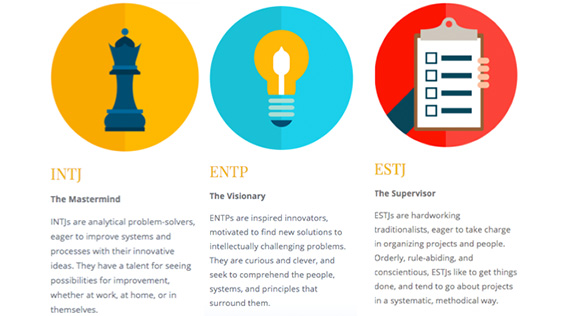 INTJ
The Mastermind
INTJs are analytical problem-solvers,
eager to improve systems and
processes with their innovative
ideas. They have a talent for seeing
possibilities for improvement,
whether at work, at home, or in
themselves.
ENTP
The Visionary
ENTPs are inspired innovators,
motivated to find new solutions to
intellectually challenging problems.
They are curious and clever, and
seek to comprehend the people,
systems, and principles that
surround them.
ESTJ
The Supervisor
ESTJs are hardworking
traditionalists, eager to take charge
in organizing projects and people.
Orderly, rule-abiding, and
conscientious, ESTJs like to get things
done, and tend to go about projects
in a systematic, methodical way.